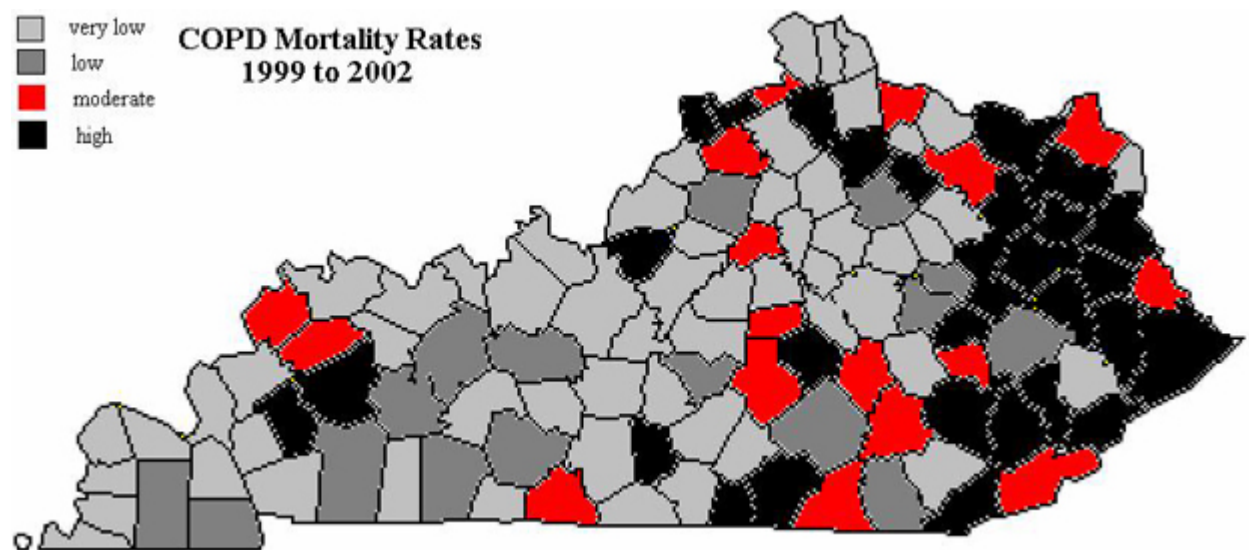 very low
low
moderate
high
COPD Mortality Rates
1999 to 2002